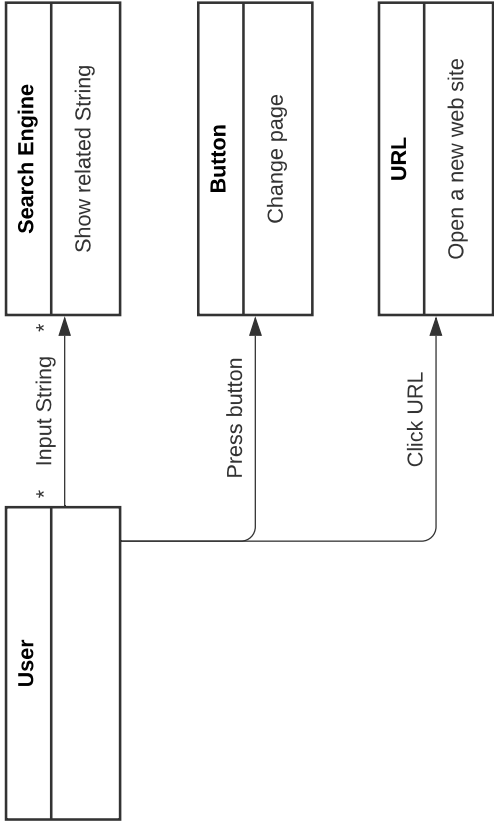 User
*
Input String
*
Search Engine
Show related String
Press button
Button
Change page
Click URL
URL
Open a new web site